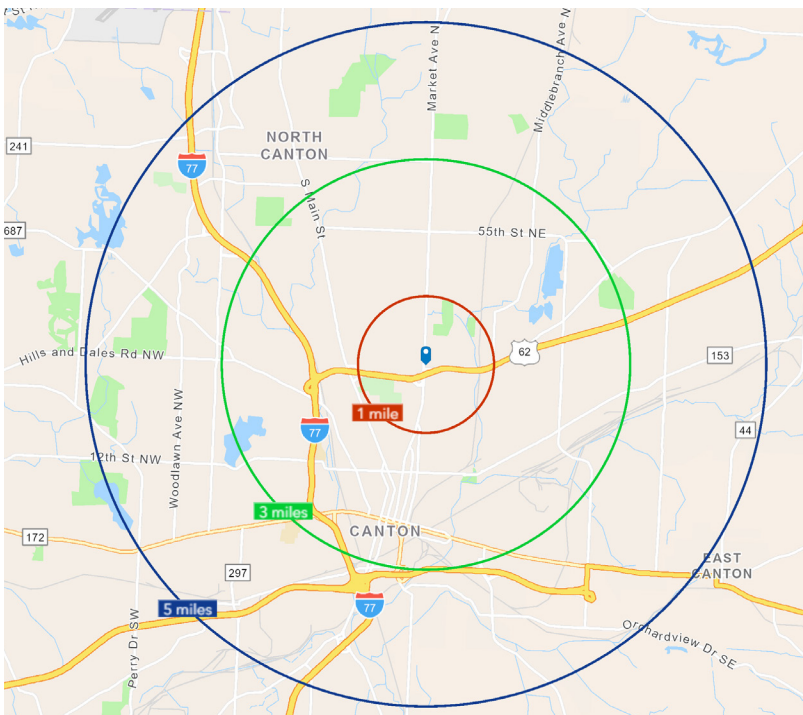 Market Ave N
Middlebranch Ave N
241
NORTH
CANTON
77
S Main St
687
55th St NE
62
153
Hills and Dales Rd NW
1 mile
Woodlawn Ave NW
77
44
12th St NW
3 miles
CANTON
172
297
EAST
CANTON
77
5 miles
Orchardview Dr SE
Perry Dr SW